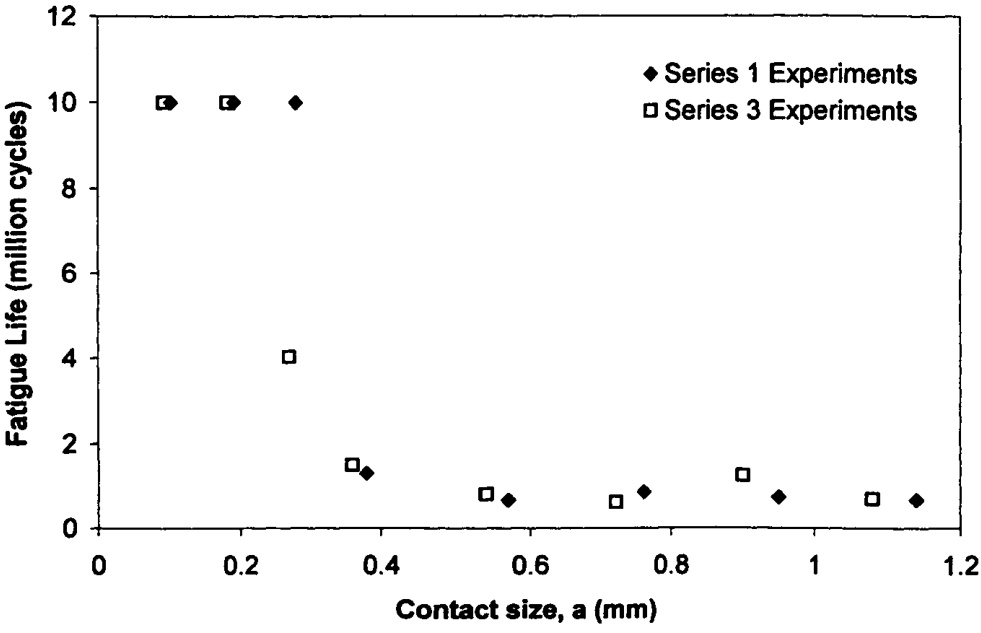 12
10
8
6
4
2
0
Fatigue Life (million cycles)
◆ Series 1 Experiments
□ Series 3 Experiments
0 0.2 0.4 0.6 0.8 1 1.2
Contact size, a (mm)